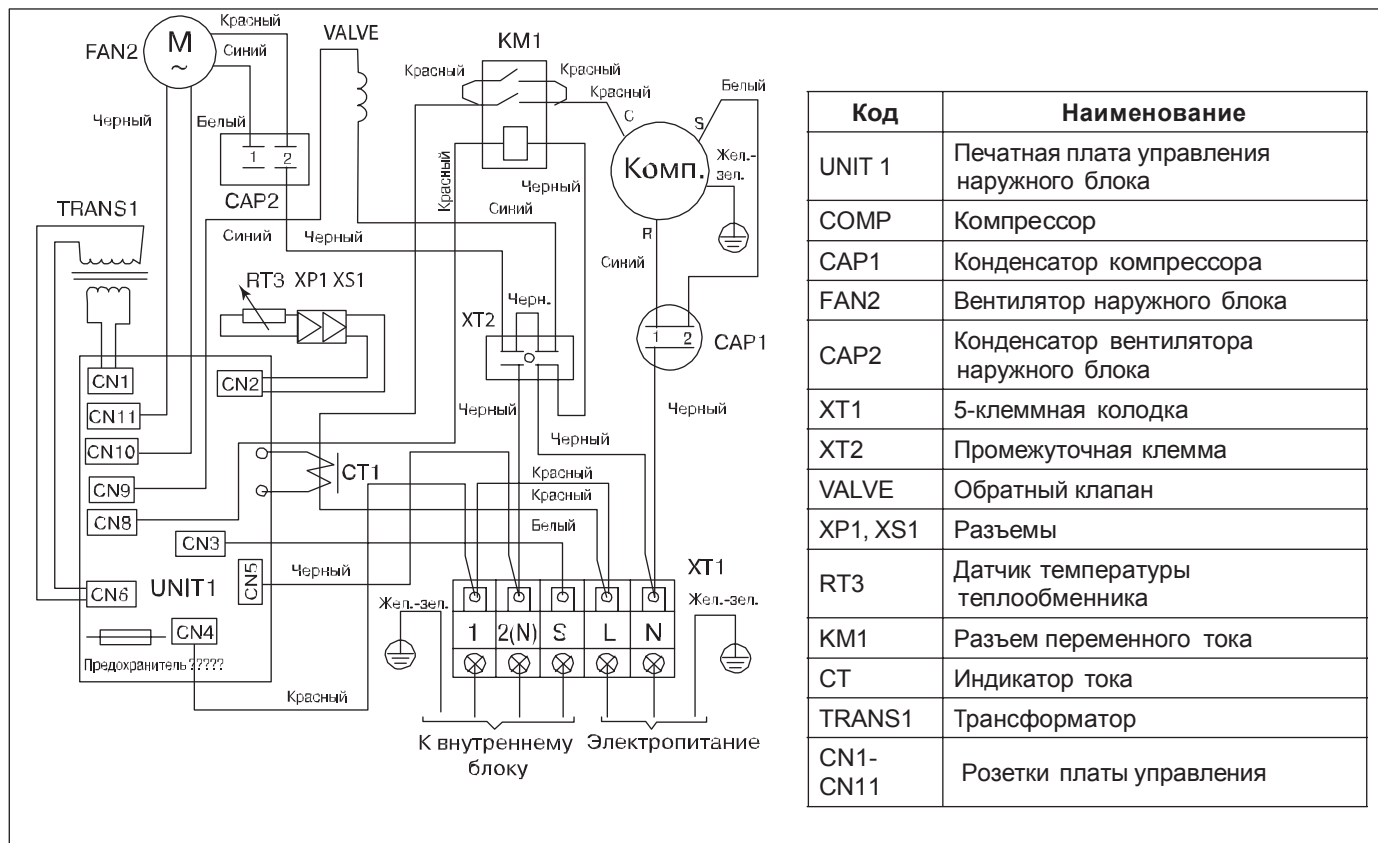 Красный
FAN2
M
~
Синий
VALVE
KM1
Красный
Красный
Красный
Белый
Черный
Белый
1
2
CAP2
C
S
Комп.
Жел.-
зел.
R
Красный
Черный
Синий
TRANS1
Синий
Черный
Синий
RT3 XP1 XS1
Черн.
XT2
1
2
CAP1
CN1
CN2
CN11
CN10
CN9
CN8
Черный
Черный
Черный
CT1
Красный
Красный
Белый
CN3
CN5
Черный
XT1
CN6
UNIT1
Жел.-зел.
Жел.-зел.
1
2(N)
S
L
N
CN4
Предохранитель ?????
Красный
К внутреннему
блоку
Электропитание
Код
Наименование
UNIT 1
Печатная плата управления
наружного блока
COMP
Компрессор
CAP1
Конденсатор компрессора
FAN2
Вентилятор наружного блока
CAP2
Конденсатор вентилятора
наружного блока
XT1
5-клеммная колодка
XT2
Промежуточная клемма
VALVE
Обратный клапан
XP1, XS1
Разъемы
RT3
Датчик температуры
теплообменника
KM1
Разъем переменного тока
CT
Индикатор тока
TRANS1
Трансформатор
CN1-
CN11
Розетки платы управления